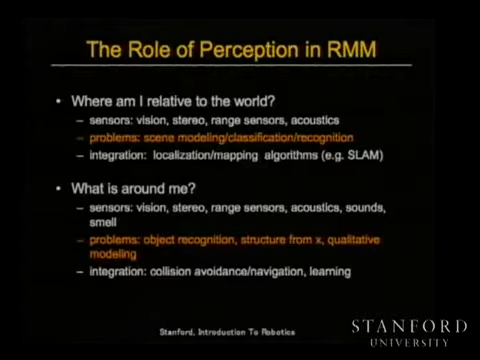 The Role of Perception in RMM
• Where am I relative to the world?
– sensors: vision, stereo, range sensors, acoustics
– problems: scene modeling/classification/recognition
– integration: localization/mapping algorithms (e.g. SLAM)
• What is around me?
– sensors: vision, stereo, range sensors, acoustics, sounds,
smell
– problems: object recognition, structure from x, qualitative
modeling
– integration: collision avoidance/navigation, learning
Stanford, Introduction To Robotics
STANFORD
UNIVERSITY